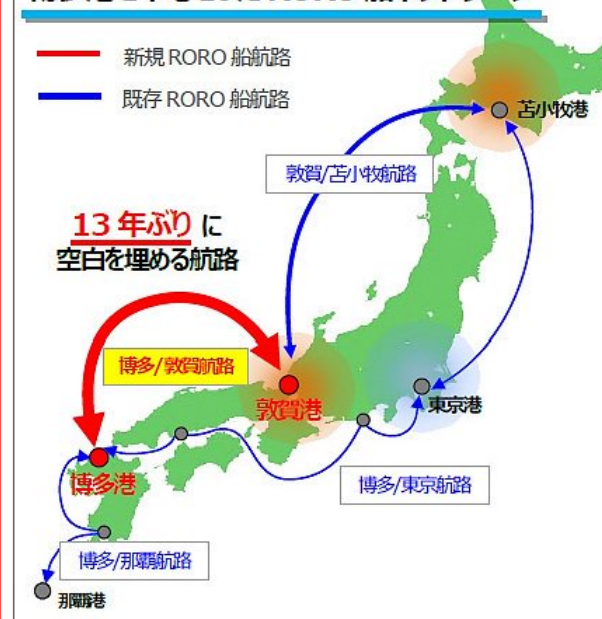 新規 RORO 船航路
既存 RORO 船航路
苫小牧港
敦賀/苫小牧航路
13 年ぶり に
空白を埋める航路
博多/敦賀航路
敦賀港
東京港
博多港
博多/東京航路
博多/那覇航路
那覇港